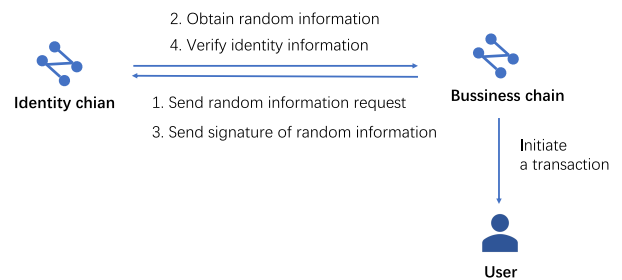 2. Obtain random information
4. Verify identity information
Identity chian
Bussiness chain
1. Send random information request
3. Send signature of random information
Initiate
a transaction
User